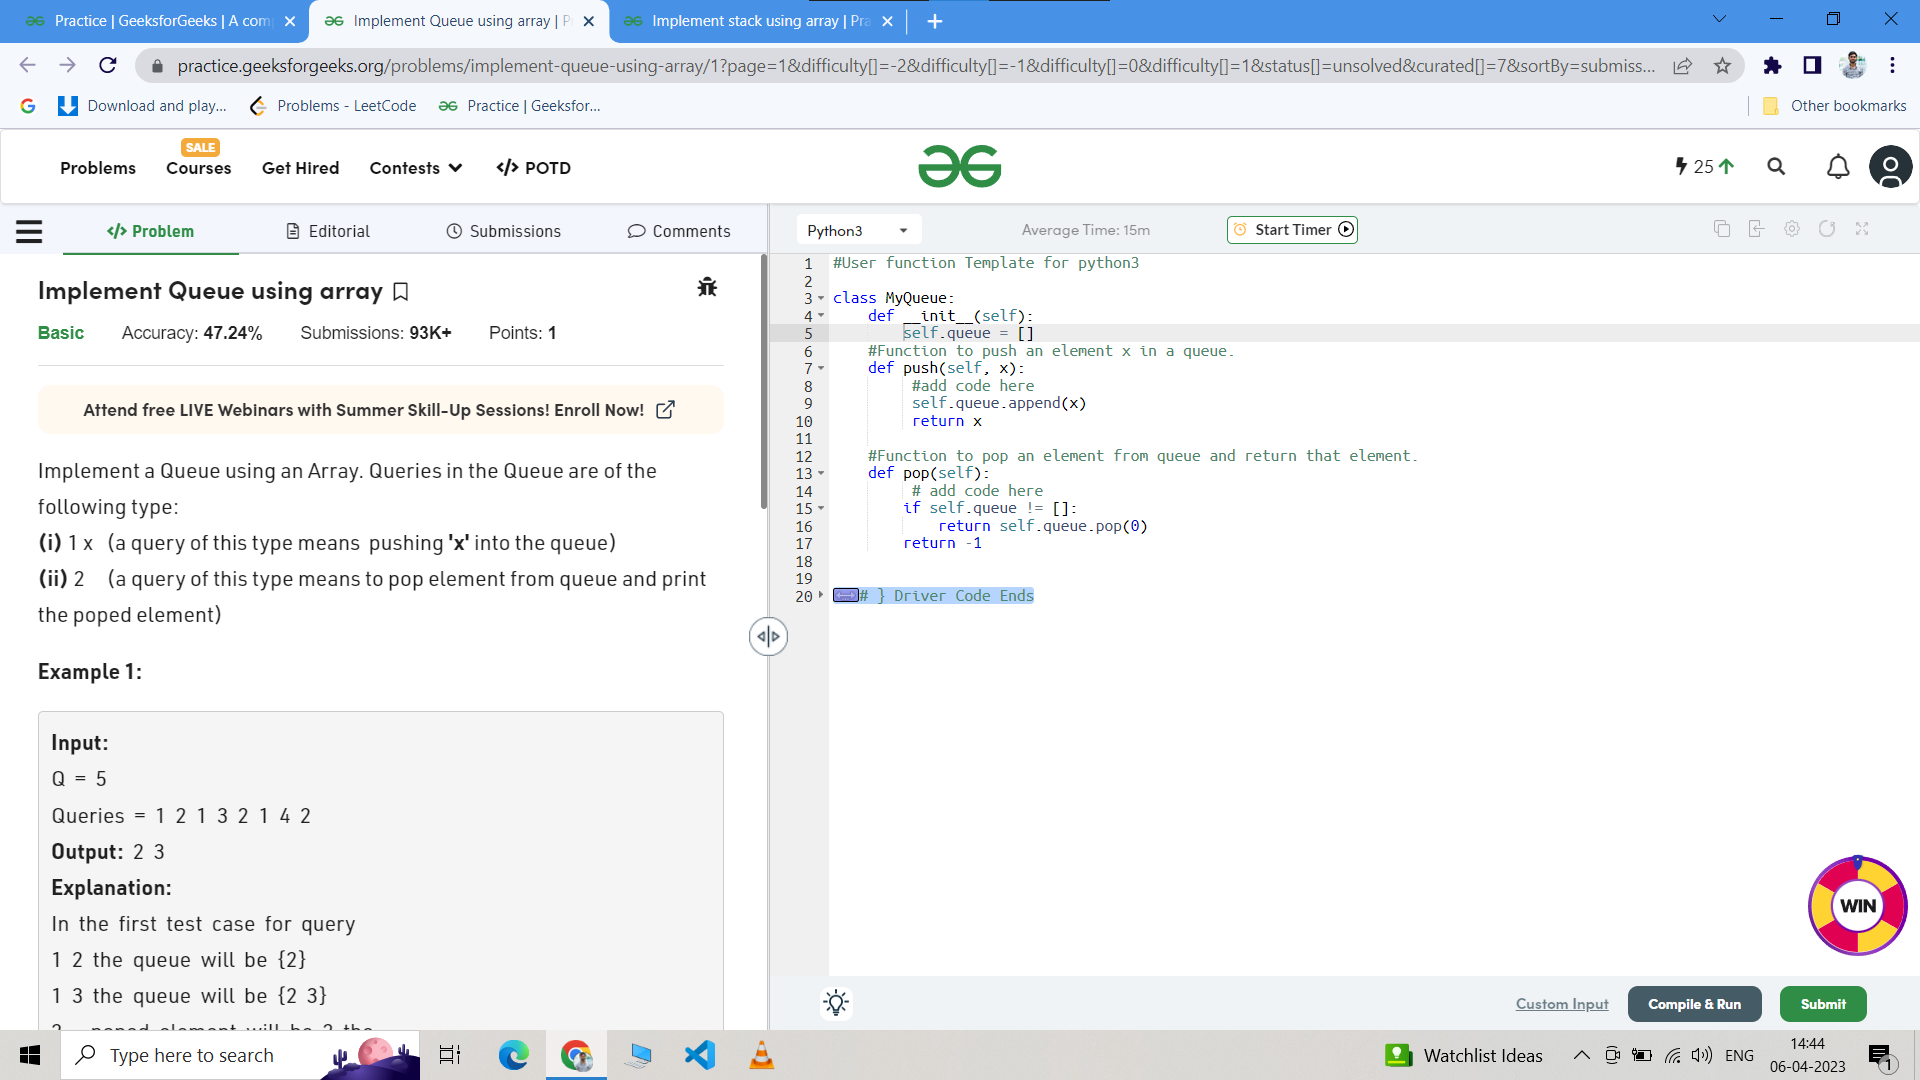 Practice | GeeksforGeeks | A com
Implement Queue using array | P
Implement stack using array | Pra
practice.geeksforgeeks.org/problems/implement-queue-using-array/1?page=1&difficulty[]=-2&difficulty[]=-1&difficulty[]=0&difficulty[]=1&status[]=unsolved&curated[]=7&sortBy=submiss...
Download and play...
Problems - LeetCode
Practice | Geeksfor...
Other bookmarks
SALE
Problems
Courses
Get Hired
Contests
</> POTD
25
</> Problem
Editorial
Submissions
Comments
Python3
Average Time: 15m
Start Timer
Implement Queue using array
Basic Accuracy: 47.24% Submissions: 93K+ Points: 1
Attend free LIVE Webinars with Summer Skill-Up Sessions! Enroll Now!
Implement a Queue using an Array. Queries in the Queue are of the
following type:
(i) 1 x (a query of this type means pushing 'x' into the queue)
(ii) 2 (a query of this type means to pop element from queue and print
the poped element)
Example 1:
Input:
Q = 5
Queries = 1 2 1 3 2 1 4 2
Output: 2 3
Explanation:
In the first test case for query
1 2 the queue will be {2}
1 3 the queue will be {2 3}
2 poped element will be 2 the
1 #User function Template for python3
2
3 class MyQueue:
4 def __init__(self):
5 self.queue = []
6 #Function to push an element x in a queue.
7 def push(self, x):
8 #add code here
9 self.queue.append(x)
10 return x
11
12 #Function to pop an element from queue and return that element.
13 def pop(self):
14 # add code here
15 if self.queue != []:
16 return self.queue.pop(0)
17 return -1
18
19
20 # } Driver Code Ends
WIN
Custom Input
Compile & Run
Submit
Type here to search
Watchlist Ideas
ENG
14:44
06-04-2023
1